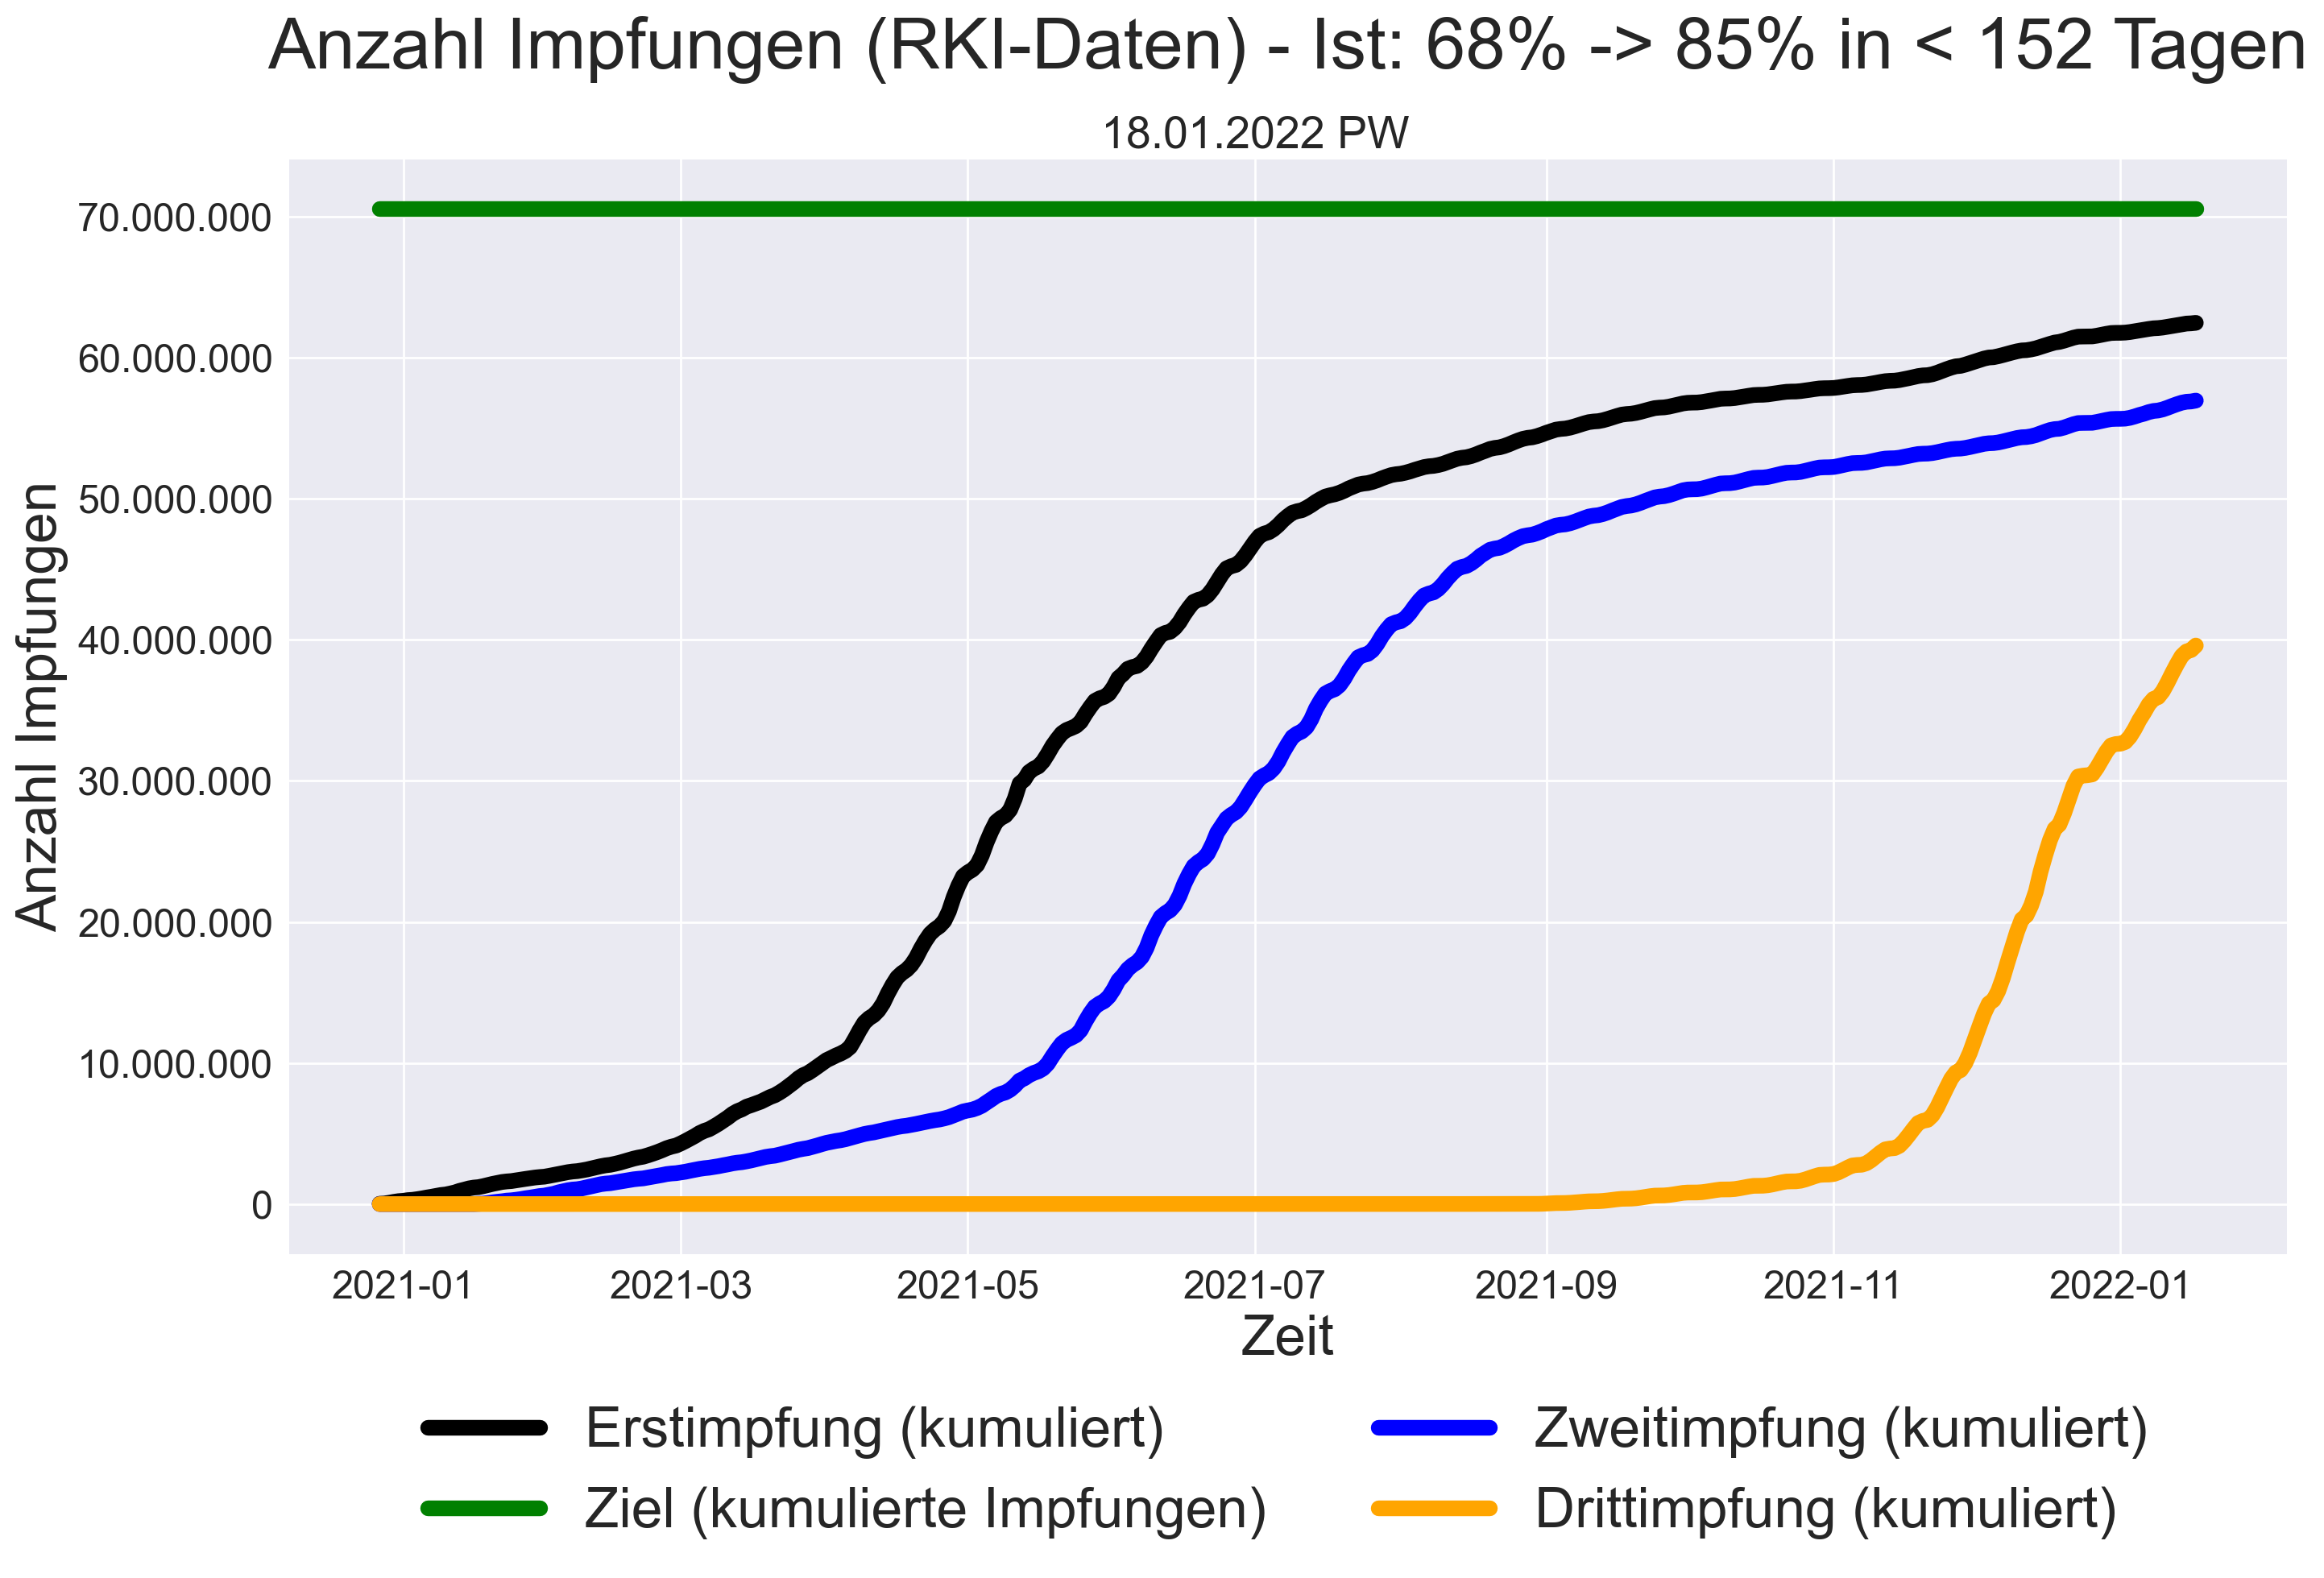 Anzahl Impfungen (RKI-Daten) - Ist: 68% -> 85% in < 152 Tagen
18.01.2022 PW
Anzahl Impfungen
70.000.000
60.000.000
50.000.000
40.000.000
30.000.000
20.000.000
10.000.000
0
2021-01 2021-03 2021-05 2021-07 2021-09 2021-11 2022-01
Zeit
Erstimpfung (kumuliert) Zweitimpfung (kumuliert)
Ziel (kumulierte Impfungen) Drittimpfung (kumuliert)